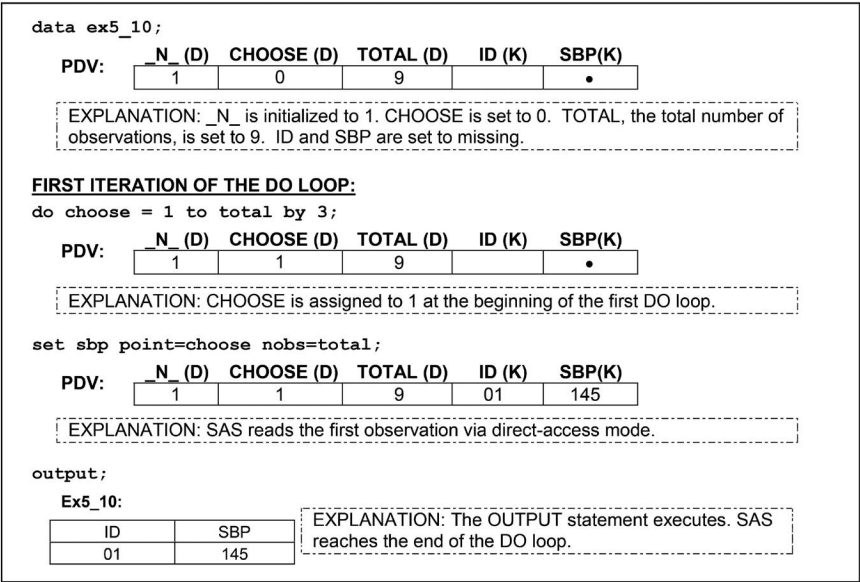 data ex5_10;
_N_ (D) CHOOSE (D) TOTAL (D) ID (K) SBP(K)
PDV:
1 0 9 •
EXPLANATION: _N_ is initialized to 1. CHOOSE is set to 0. TOTAL, the total number of
observations, is set to 9. ID and SBP are set to missing.
FIRST ITERATION OF THE DO LOOP:
do choose = 1 to total by 3;
_N_ (D) CHOOSE (D) TOTAL (D) ID (K) SBP(K)
PDV:
1 1 9 •
EXPLANATION: CHOOSE is assigned to 1 at the beginning of the first DO loop.
set sbp point=choose nobs=total;
_N_ (D) CHOOSE (D) TOTAL (D) ID (K) SBP(K)
PDV:
1 1 9 01 145
EXPLANATION: SAS reads the first observation via direct-access mode.
output;
Ex5_10:
ID SBP
01 145
EXPLANATION: The OUTPUT statement executes. SAS
reaches the end of the DO loop.